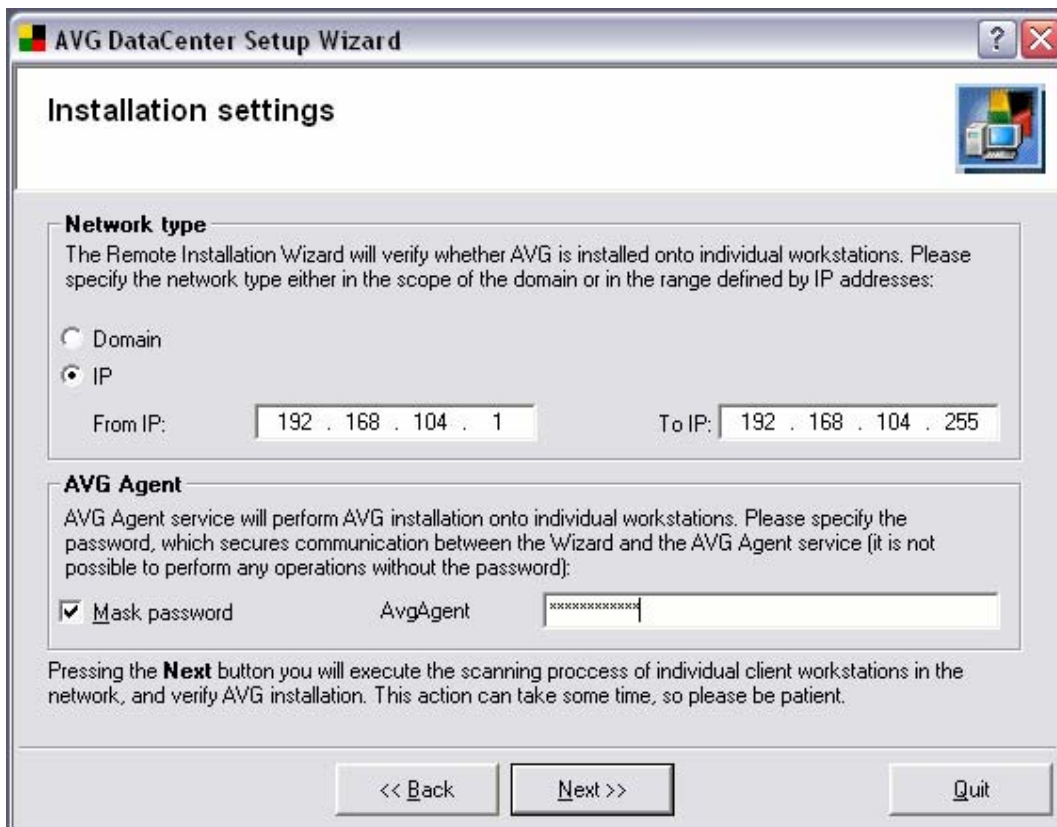 AVG DataCenter Setup Wizard
?
Installation settings
Network type
The Remote Installation Wizard will verify whether AVG is installed onto individual workstations. Please
specify the network type either in the scope of the domain or in the range defined by IP addresses:
Domain
IP
From IP: 192 . 168 . 104 . 1 To IP: 192 . 168 . 104 . 255
AVG Agent
AVG Agent service will perform AVG installation onto individual workstations. Please specify the
password, which secures communication between the Wizard and the AVG Agent service (it is not
possible to perform any operations without the password):
Mask password AvgAgent ************
Pressing the Next button you will execute the scanning proccess of individual client workstations in the
network, and verify AVG installation. This action can take some time, so please be patient.
<< Back Next >> Quit